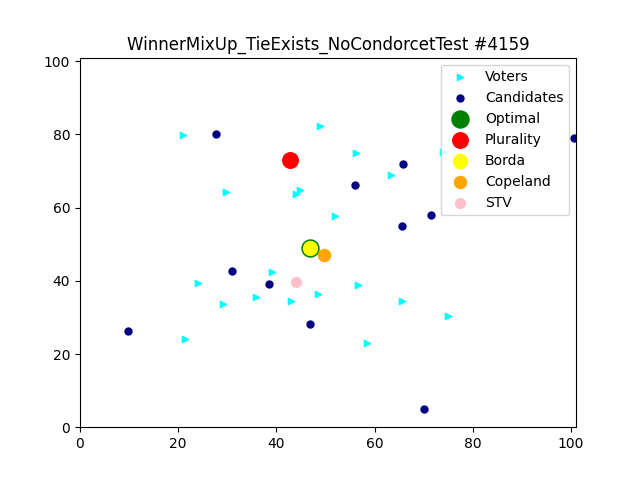 WinnerMixUp_TieExists_NoCondorcetTest #4159
100
80
60
40
20
0
0
20
40
60
80
100
Voters
Candidates
Optimal
Plurality
Borda
Copeland
STV